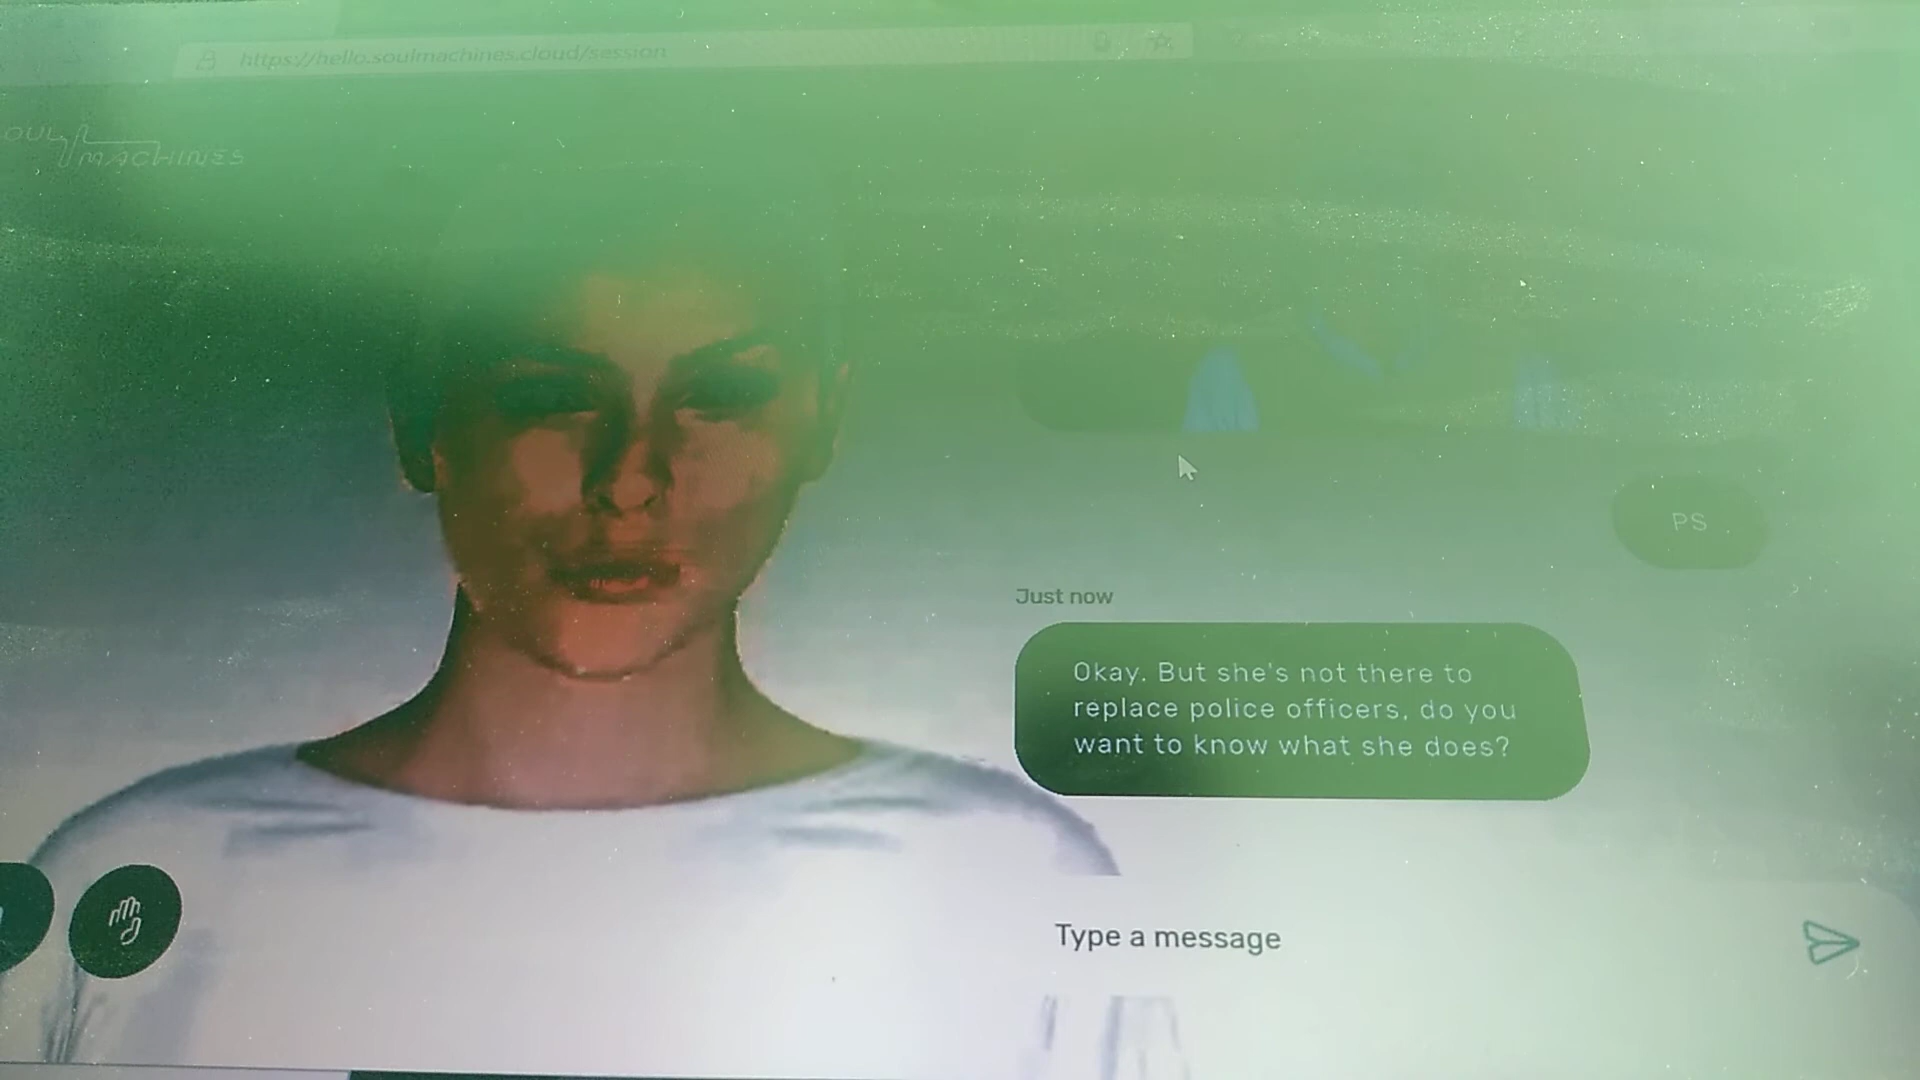 https://hello.soulmachines.cloud/session
OUL
MACHINES
PS
Just now
Okay. But she's not there to
replace police officers, do you
want to know what she does?
Type a message